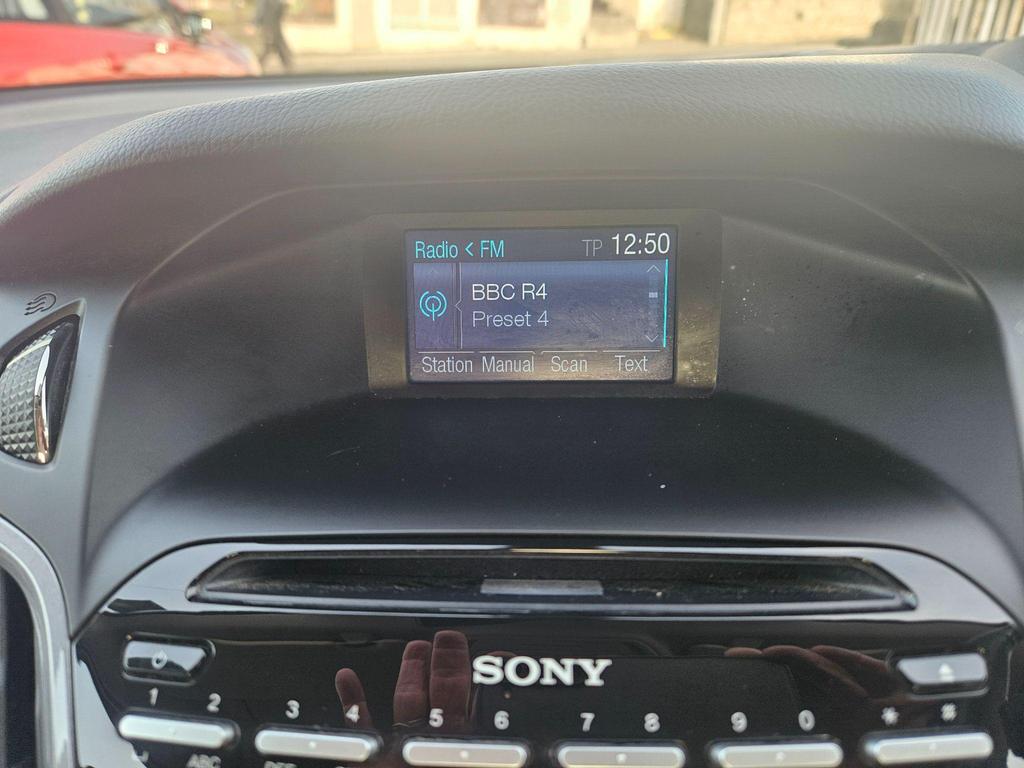 Radio < FM TP 12:50
BBC R4
Preset 4
Station Manual Scan Text
SONY
1 2 3 4 5 6 7 8 9 0 * #
ABC